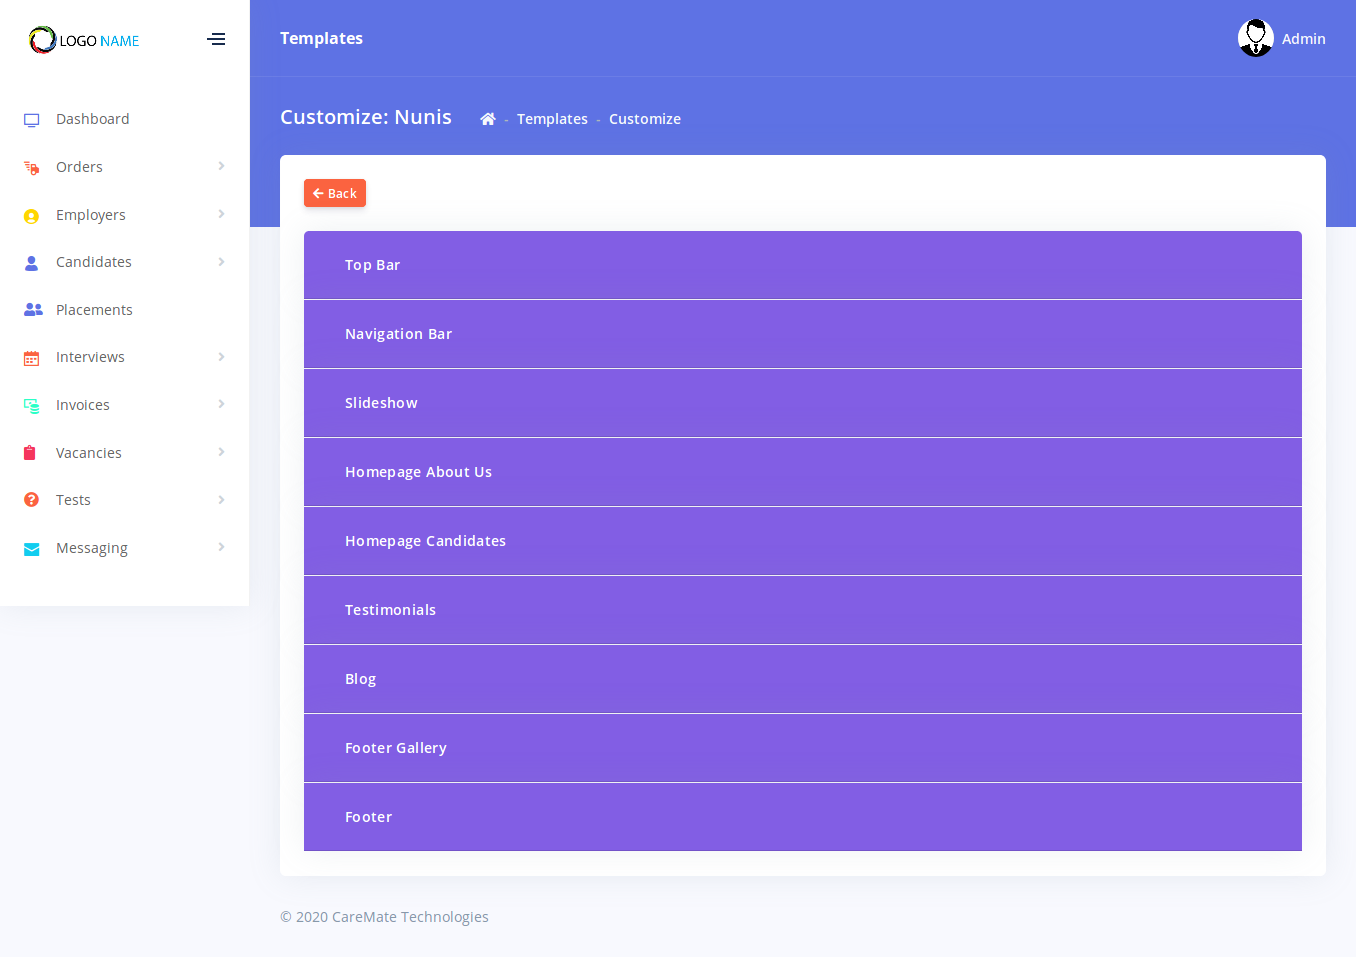 LOGO NAME
Templates
Admin
Dashboard
Orders
Employers
Candidates
Placements
Interviews
Invoices
Vacancies
Tests
Messaging
Customize: Nunis
- Templates - Customize
Back
Top Bar
Navigation Bar
Slideshow
Homepage About Us
Homepage Candidates
Testimonials
Blog
Footer Gallery
Footer
© 2020 CareMate Technologies